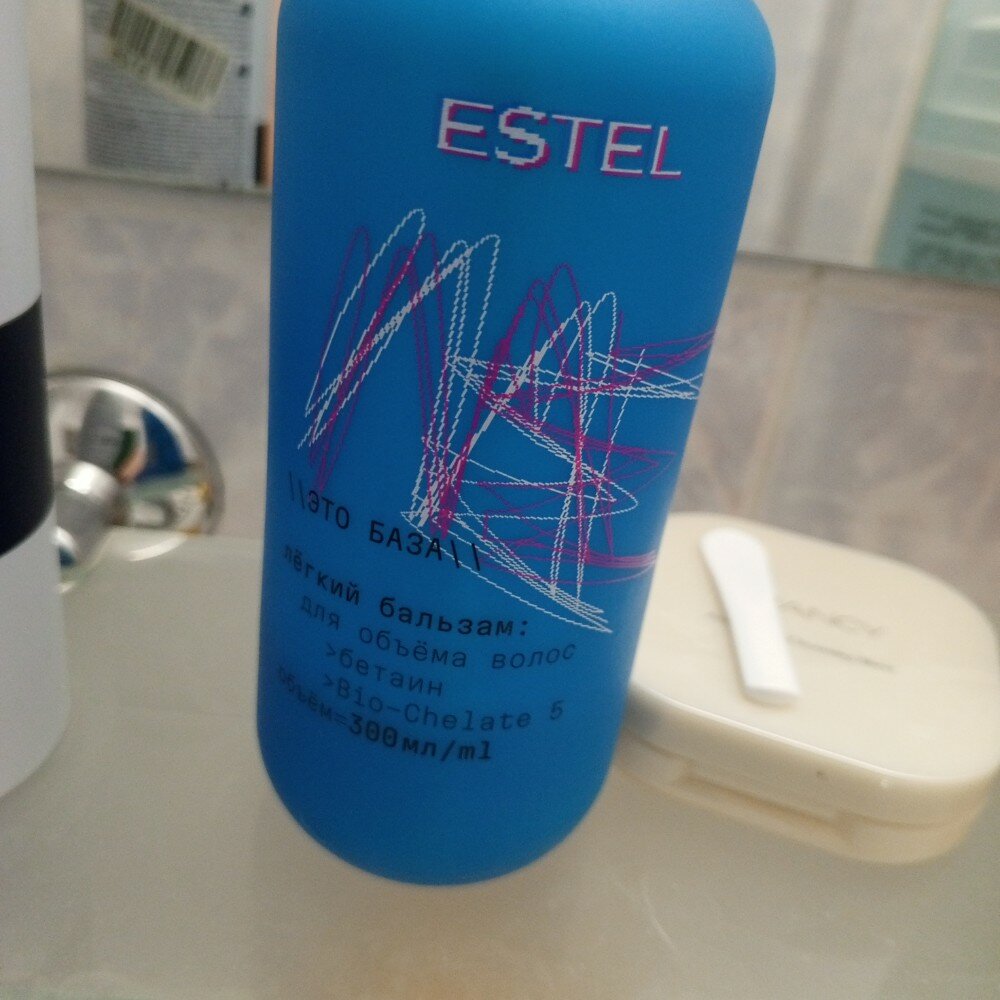 ESTEL
\\ЭТО БАЗА\\
лёгкий бальзам:
для объёма волос
>бетаин
>Bio-Chelate 5
объём=300мл/ml